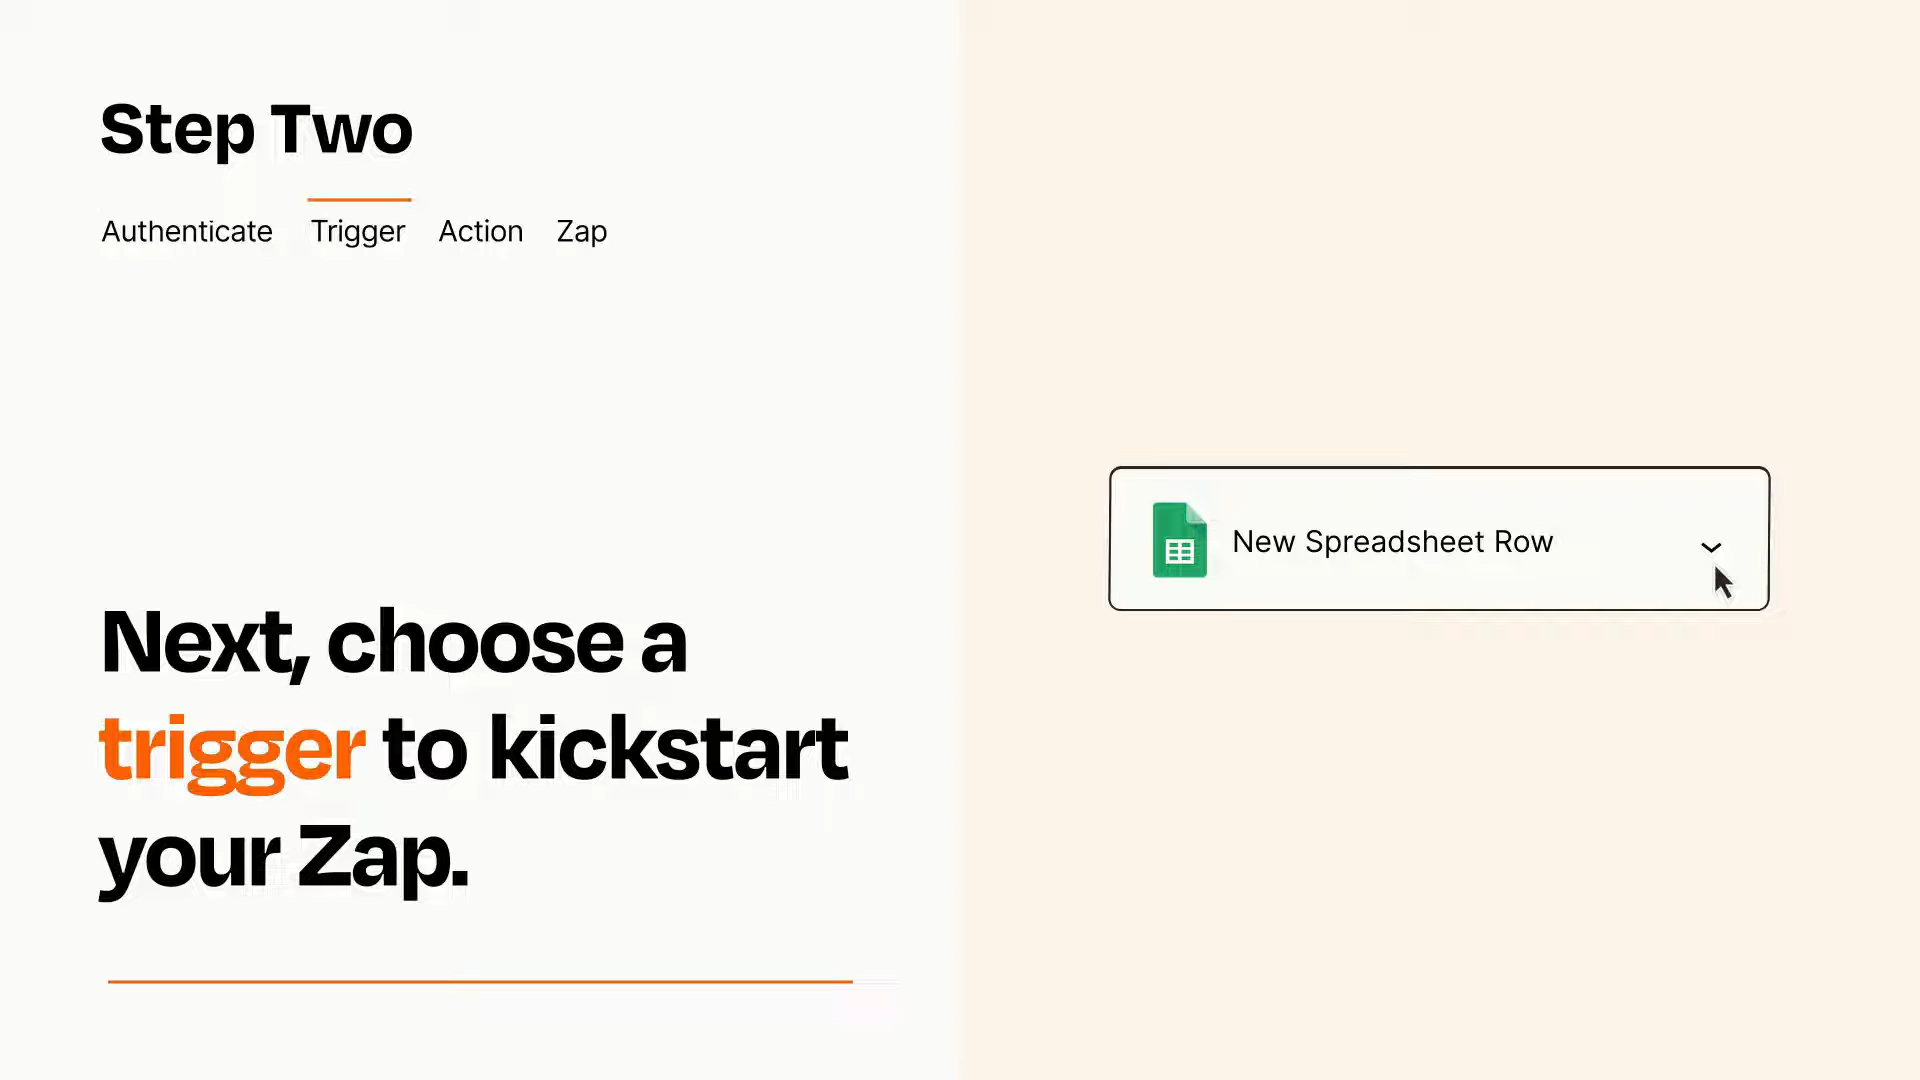 Step Two
Authenticate Trigger Action Zap
Next, choose a
trigger to kickstart
your Zap.
New Spreadsheet Row